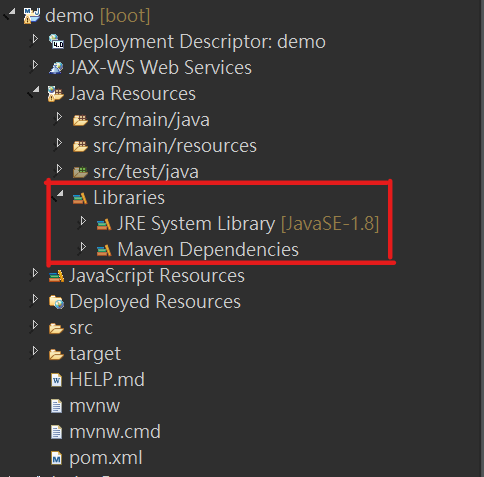 demo [boot]
Deployment Descriptor: demo
JAX-WS Web Services
Java Resources
src/main/java
src/main/resources
src/test/java
Libraries
JRE System Library [JavaSE-1.8]
Maven Dependencies
JavaScript Resources
Deployed Resources
src
target
HELP.md
mvnw
mvnw.cmd
pom.xml